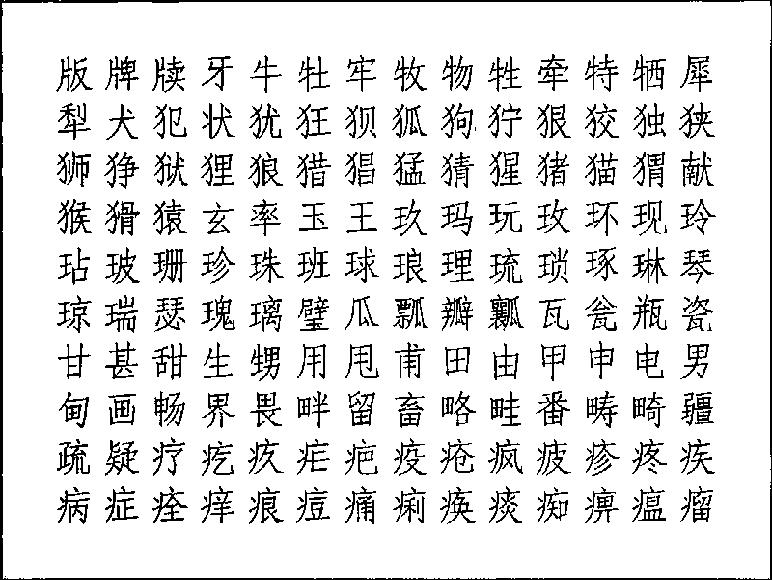 版牌牍牙牛牡牢牧物牲牵特牺犀
犁犬犯状犹狂狈狐狗狞狠狡独狭
狮狰狱狸狼猎猖猛猜猩猪猫猬献
猴猾猿玄率玉王玖玛玩玫环现玲
玷玻珊珍珠班球琅理琉琐琢琳琴
琼瑞瑟瑰璃璧瓜瓢瓣瓤瓦瓮瓶瓷
甘甚甜生甥用甩甫田由甲申电男
甸画畅界畏畔留畜略畦番畴畸疆
疏疑疗疙疚疟疤疫疮疯疲疹疼疾
病症痊痒痕痘痛痢痪痰痴痹瘟瘤